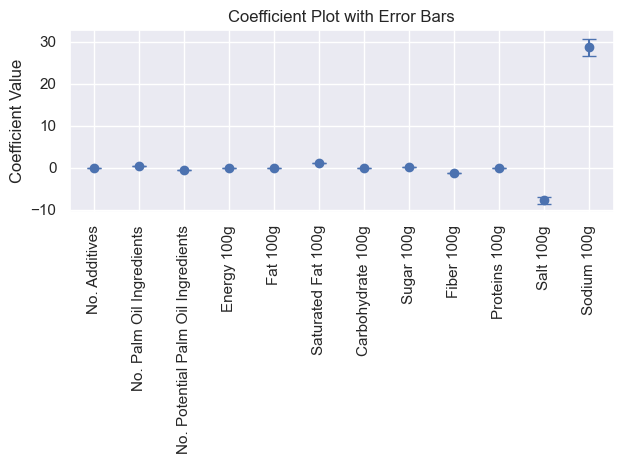 Coefficient Plot with Error Bars
Coefficient Value
30
20
10
0
−10
No. Additives
No. Palm Oil Ingredients
No. Potential Palm Oil Ingredients
Energy 100g
Fat 100g
Saturated Fat 100g
Carbohydrate 100g
Sugar 100g
Fiber 100g
Proteins 100g
Salt 100g
Sodium 100g